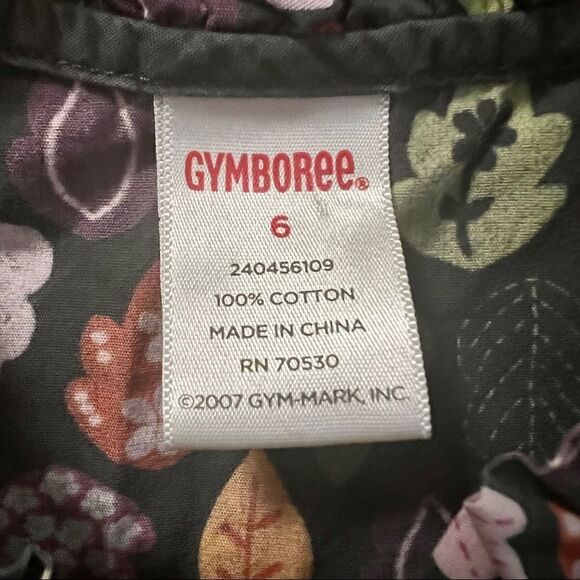 GYMBOREE®
6
240456109
100% COTTON
MADE IN CHINA
RN 70530
©2007 GYM-MARK, INC.